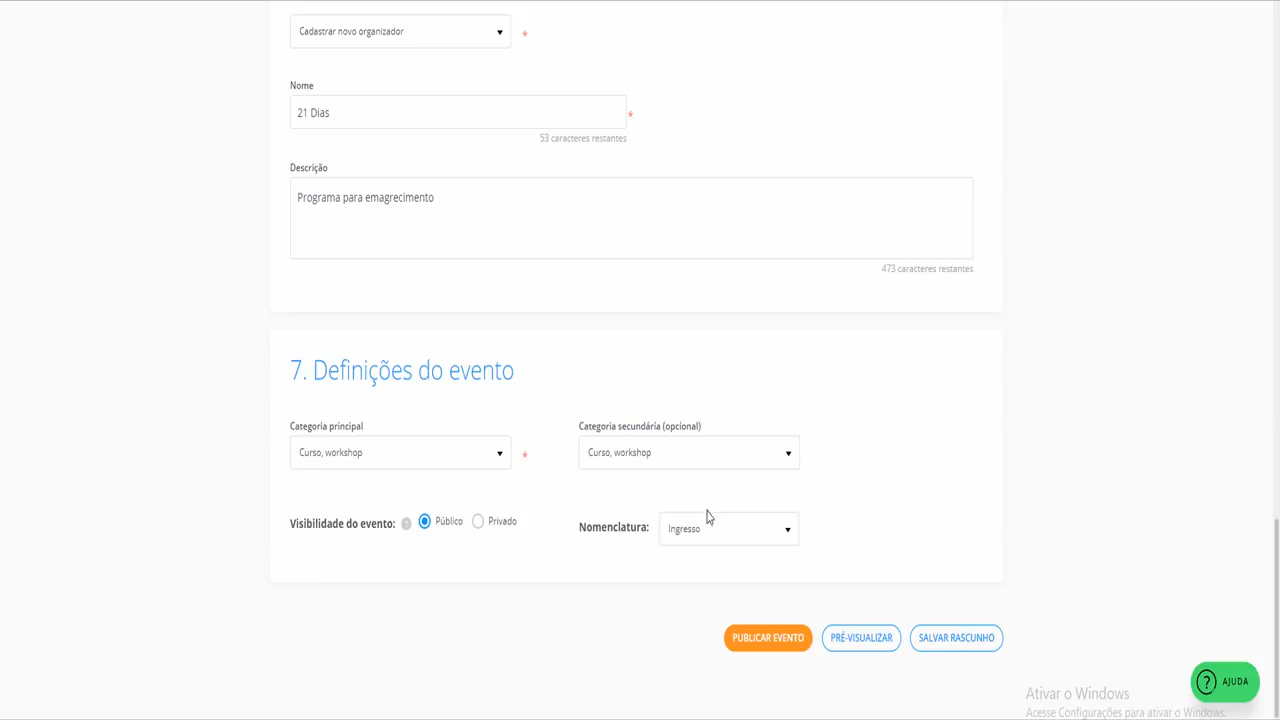 Cadastrar novo organizador
*
Nome
21 Dias
*
53 caracteres restantes
Descrição
Programa para emagrecimento
473 caracteres restantes
7. Definições do evento
Categoria principal
Categoria secundária (opcional)
Curso, workshop
*
Curso, workshop
Visibilidade do evento: ? Público Privado
Nomenclatura: Ingresso
PUBLICAR EVENTO PRÉ-VISUALIZAR SALVAR RASCUNHO
? AJUDA
Ativar o Windows
Acesse Configurações para ativar o Windows.